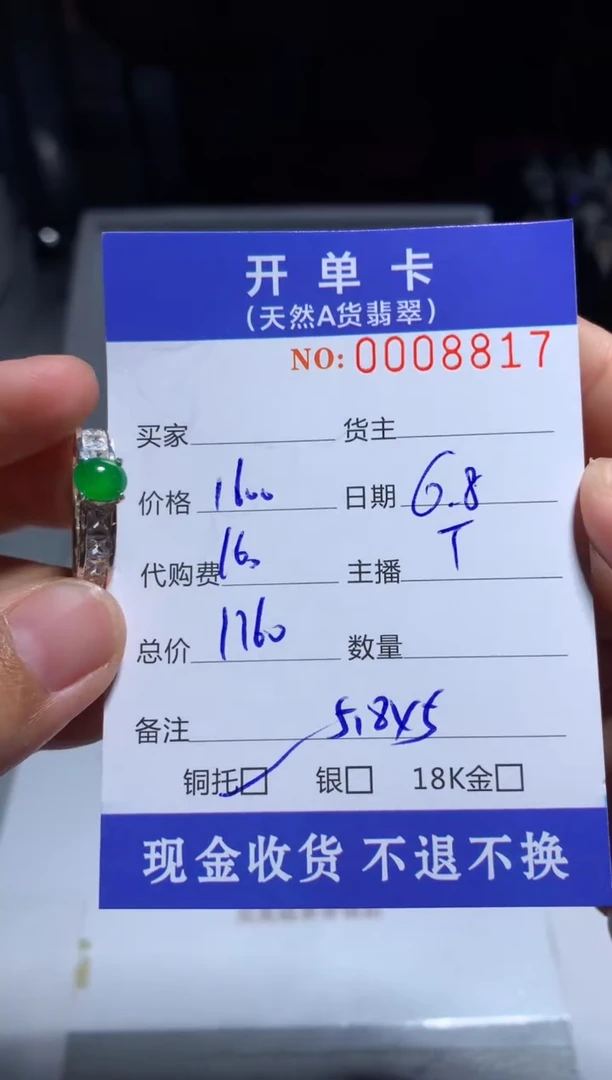 开单卡
(天然A货翡翠)
NO: 0008817
买家 货主
价格 1600 日期 6.8
代购费 160 主播 T
总价 1760 数量
备注 5.8x5
铜托☑ 银□ 18K金□
现金收货 不退不换